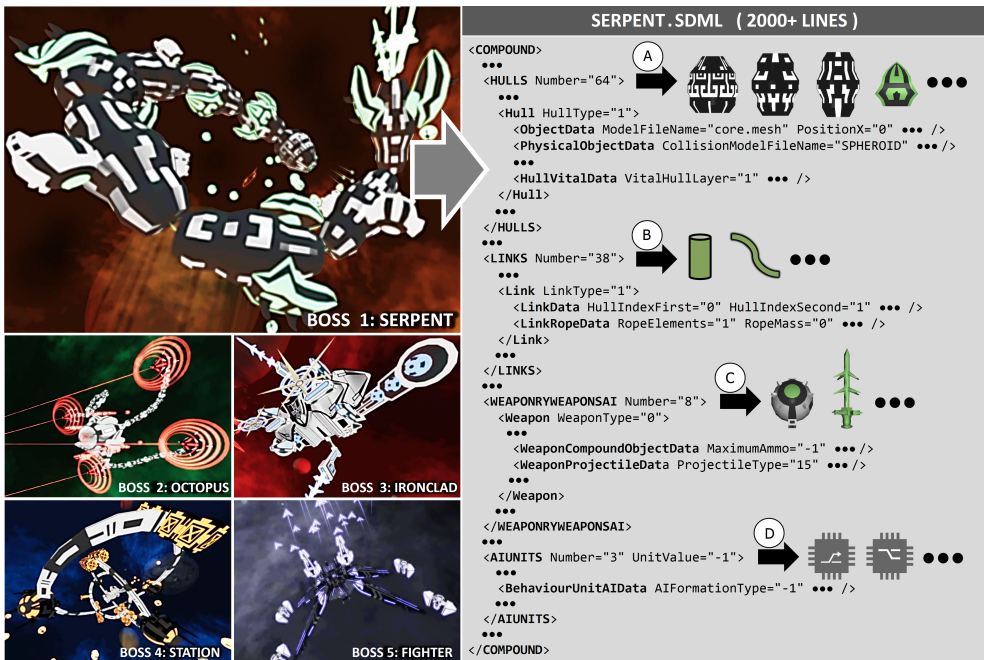 BOSS 1: SERPENT
BOSS 2: OCTOPUS
BOSS 3: IRONCLAD
BOSS 4: STATION
BOSS 5: FIGHTER
SERPENT.SDML ( 2000+ LINES )
<COMPOUND>
●●●
<HULLS Number="64">
A
●●●
●●●
<Hull HullType="1">
<ObjectData ModelFileName="core.mesh" PositionX="0" ●●● />
<PhysicalObjectData CollisionModelFileName="SPHEROID" ●●● />
●●●
<HullVitalData VitalHullLayer="1" ●●● />
</Hull>
●●●
</HULLS>
●●●
B
<LINKS Number="38">
●●●
●●●
<Link LinkType="1">
<LinkData HullIndexFirst="0" HullIndexSecond="1" ●●● />
<LinkRopeData RopeElements="1" RopeMass="0" ●●● />
</Link>
●●●
</LINKS>
●●●
C
<WEAPONRYWEAPONSAI Number="8">
●●●
<Weapon WeaponType="0">
●●●
<WeaponCompoundObjectData MaximumAmmo="-1" ●●● />
<WeaponProjectileData ProjectileType="15" ●●● />
●●●
</Weapon>
●●●
</WEAPONRYWEAPONSAI>
●●●
D
<AIUNITS Number="3" UnitValue="-1">
●●●
●●●
<BehaviourUnitAIData AIFormationType="-1" ●●● />
●●●
</AIUNITS>
●●●
</COMPOUND>